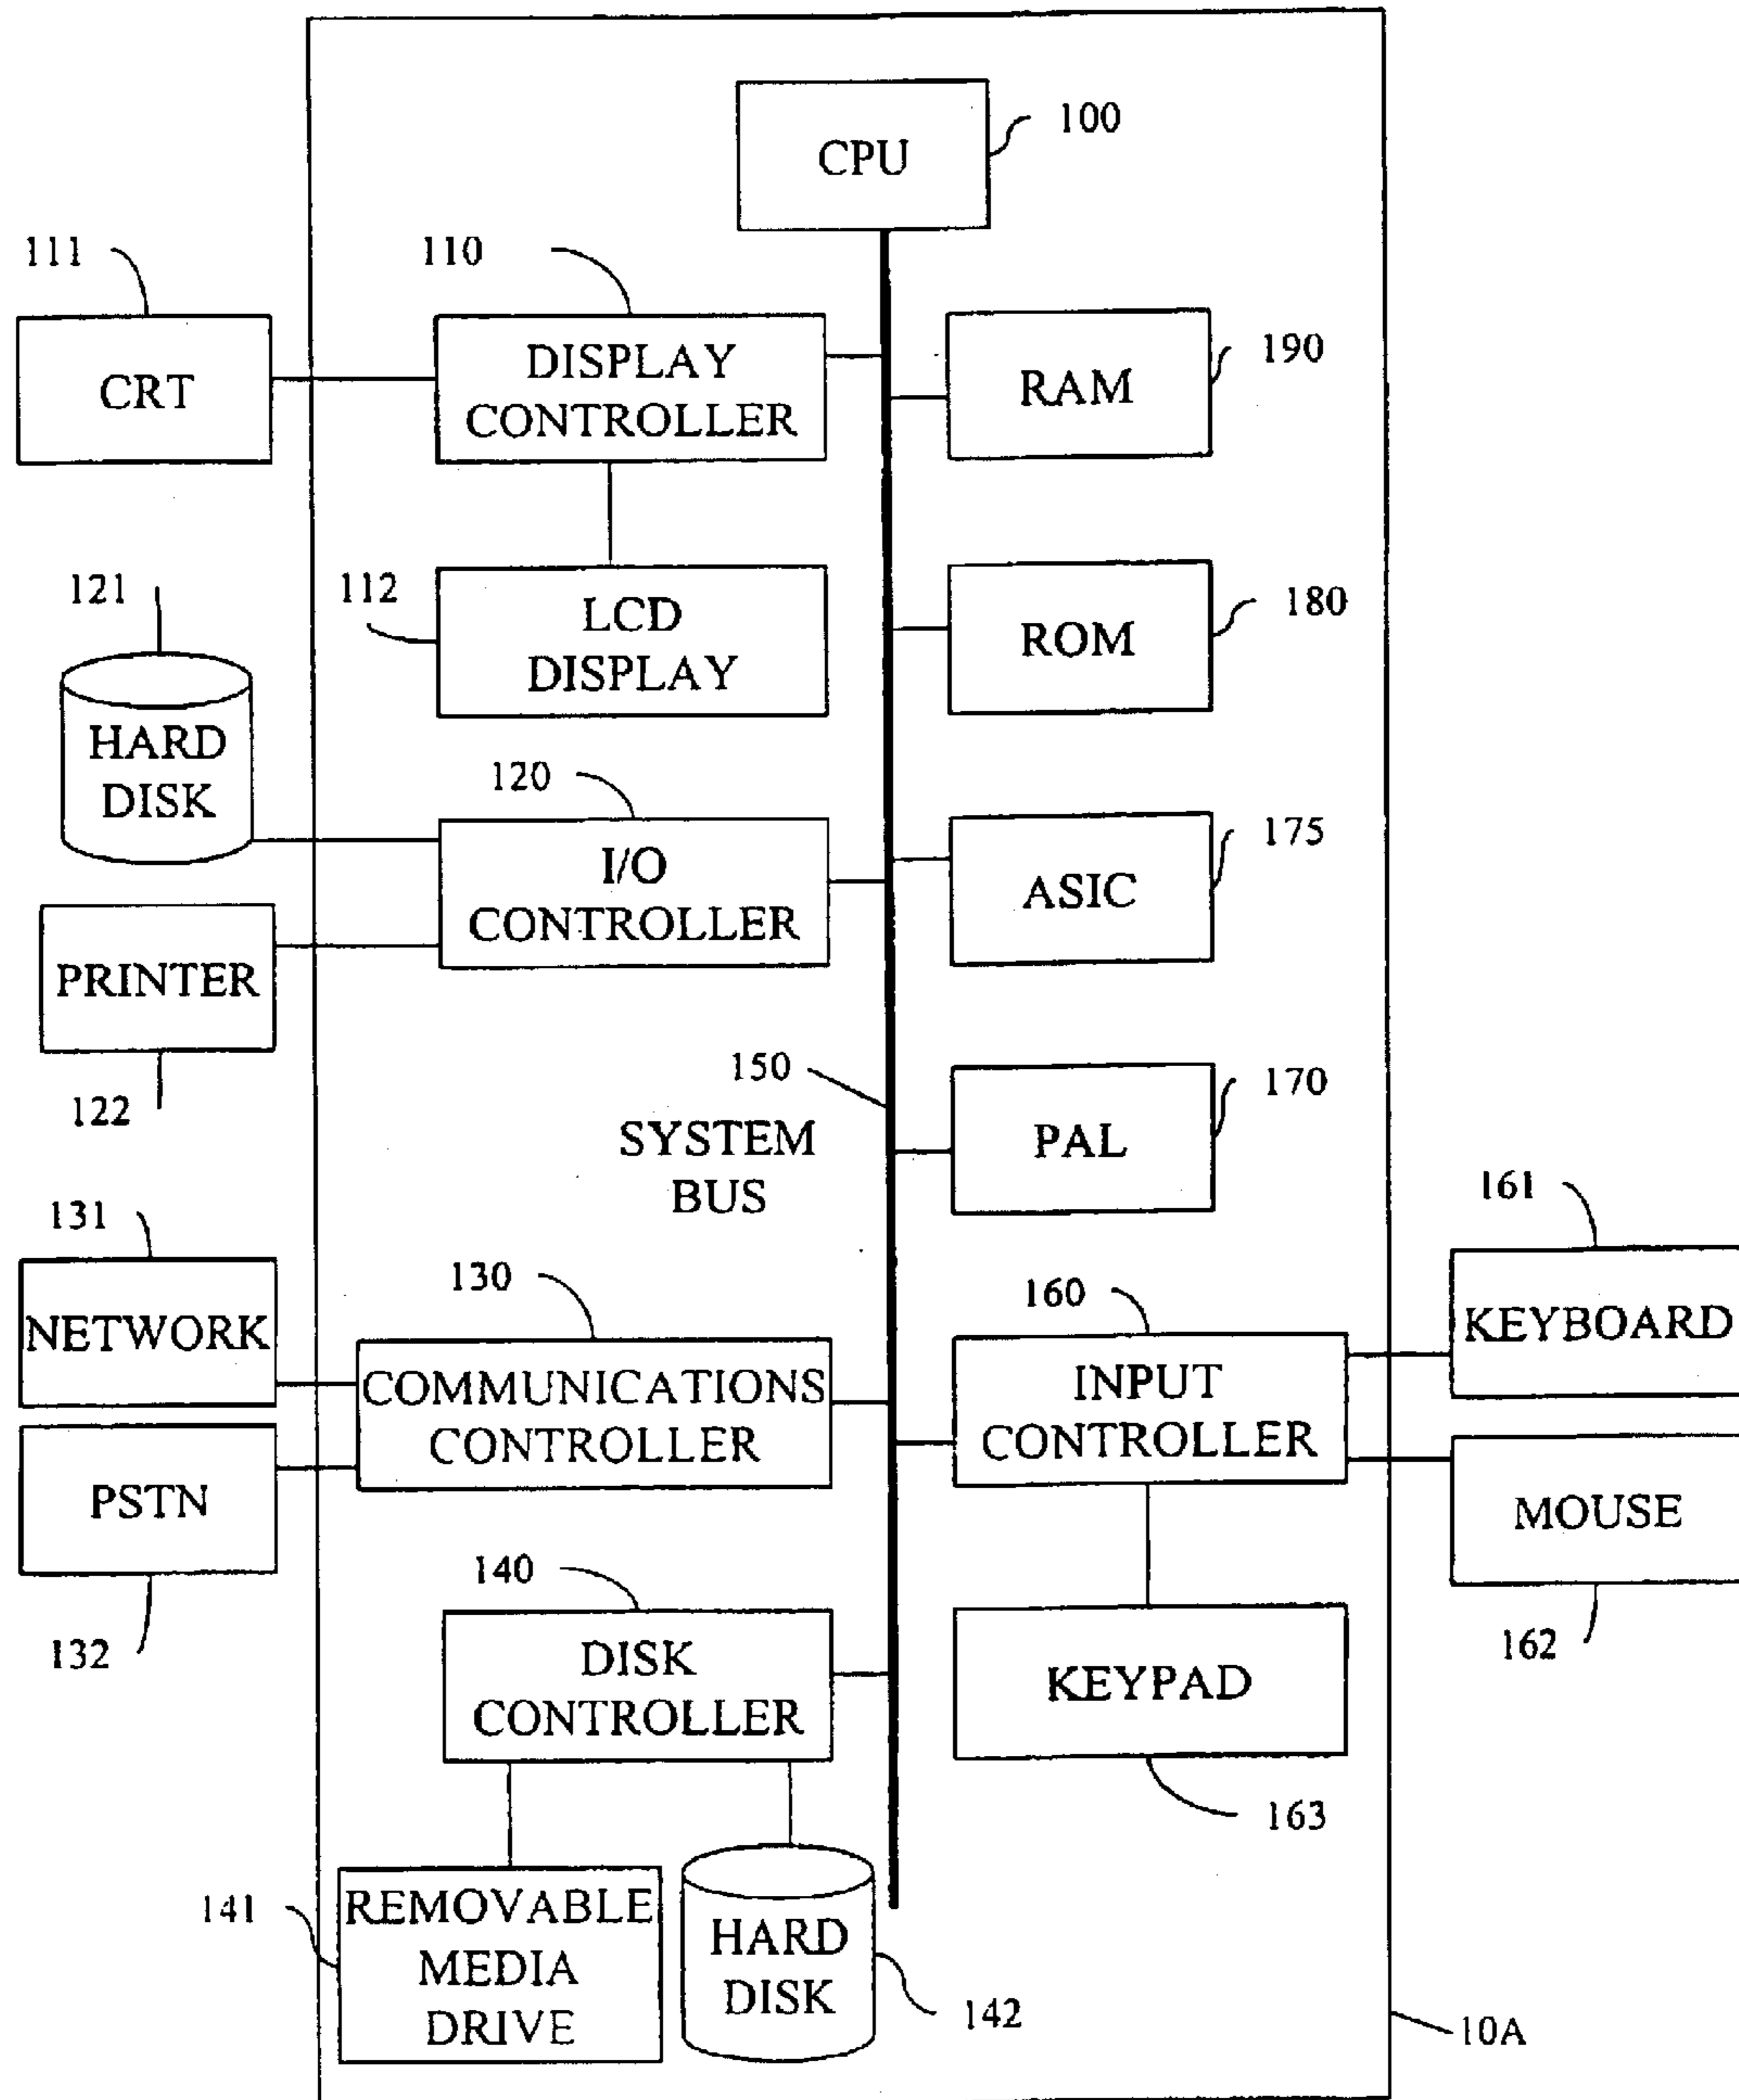 CPU
100
111
110
CRT
DISPLAY
CONTROLLER
RAM
190
121
112
LCD
DISPLAY
ROM
180
HARD
DISK
120
I/O
CONTROLLER
ASIC
175
PRINTER
122
150
SYSTEM
BUS
PAL
170
131
NETWORK
130
COMMUNICATIONS
CONTROLLER
160
INPUT
CONTROLLER
161
KEYBOARD
PSTN
132
MOUSE
162
140
DISK
CONTROLLER
KEYPAD
163
141
REMOVABLE
MEDIA
DRIVE
HARD
DISK
142
10A